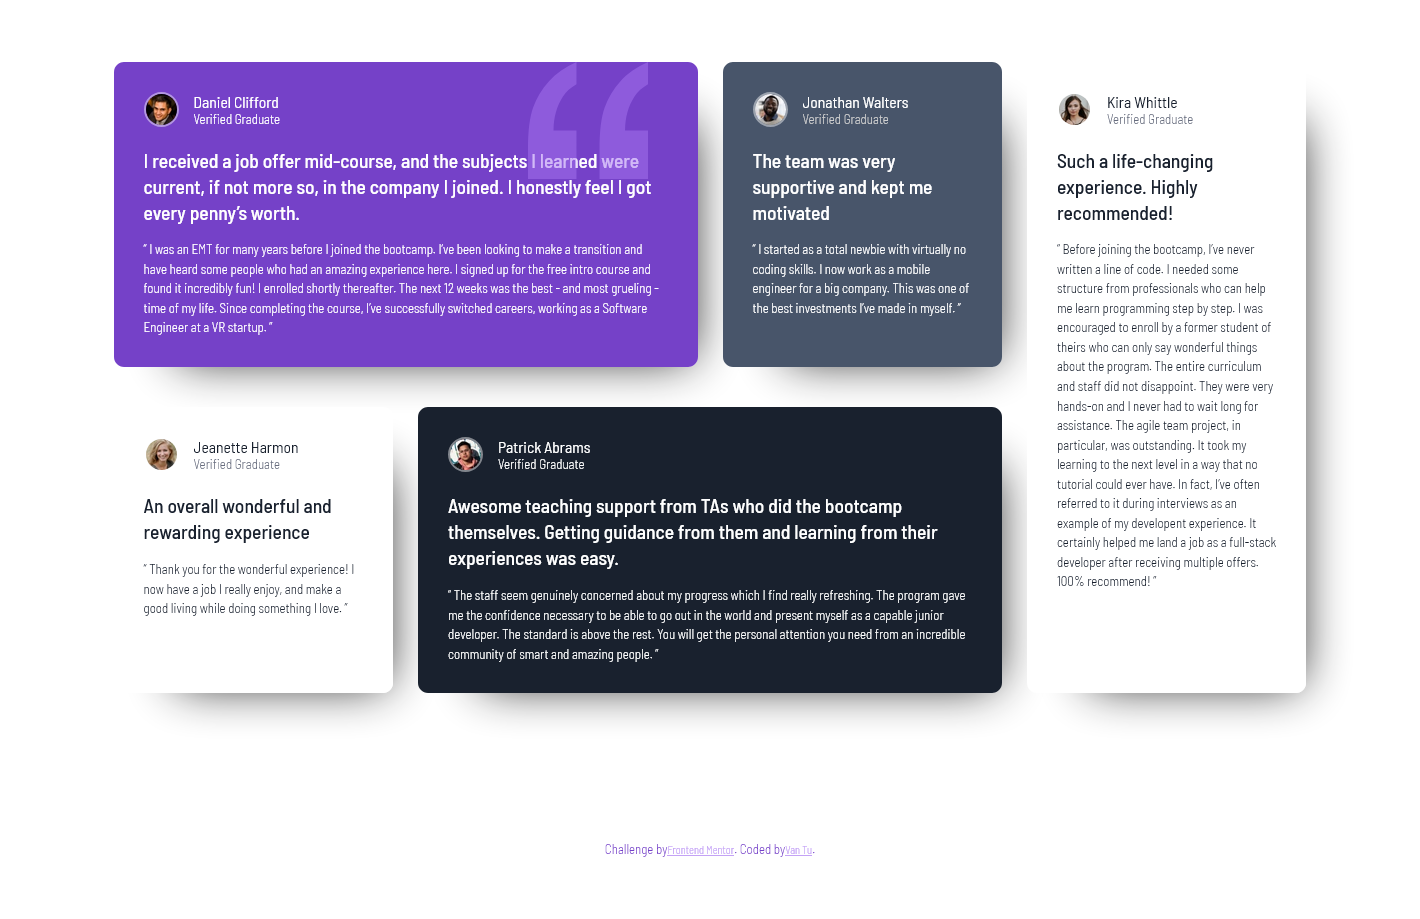 Daniel Clifford
Verified Graduate
I received a job offer mid-course, and the subjects I learned were
current, if not more so, in the company I joined. I honestly feel I got
every penny’s worth.
“ I was an EMT for many years before I joined the bootcamp. I’ve been looking to make a transition and
have heard some people who had an amazing experience here. I signed up for the free intro course and
found it incredibly fun! I enrolled shortly thereafter. The next 12 weeks was the best - and most grueling -
time of my life. Since completing the course, I’ve successfully switched careers, working as a Software
Engineer at a VR startup. ”
Jonathan Walters
Verified Graduate
The team was very
supportive and kept me
motivated
“ I started as a total newbie with virtually no
coding skills. I now work as a mobile
engineer for a big company. This was one of
the best investments I’ve made in myself. ”
Kira Whittle
Verified Graduate
Such a life-changing
experience. Highly
recommended!
“ Before joining the bootcamp, I’ve never
written a line of code. I needed some
structure from professionals who can help
me learn programming step by step. I was
encouraged to enroll by a former student of
theirs who can only say wonderful things
about the program. The entire curriculum
and staff did not disappoint. They were very
hands-on and I never had to wait long for
assistance. The agile team project, in
particular, was outstanding. It took my
learning to the next level in a way that no
tutorial could ever have. In fact, I’ve often
referred to it during interviews as an
example of my developent experience. It
certainly helped me land a job as a full-stack
developer after receiving multiple offers.
100% recommend! ”
Jeanette Harmon
Verified Graduate
An overall wonderful and
rewarding experience
“ Thank you for the wonderful experience! I
now have a job I really enjoy, and make a
good living while doing something I love. ”
Patrick Abrams
Verified Graduate
Awesome teaching support from TAs who did the bootcamp
themselves. Getting guidance from them and learning from their
experiences was easy.
“ The staff seem genuinely concerned about my progress which I find really refreshing. The program gave
me the confidence necessary to be able to go out in the world and present myself as a capable junior
developer. The standard is above the rest. You will get the personal attention you need from an incredible
community of smart and amazing people. ”
Challenge by Frontend Mentor. Coded by Van Tu.